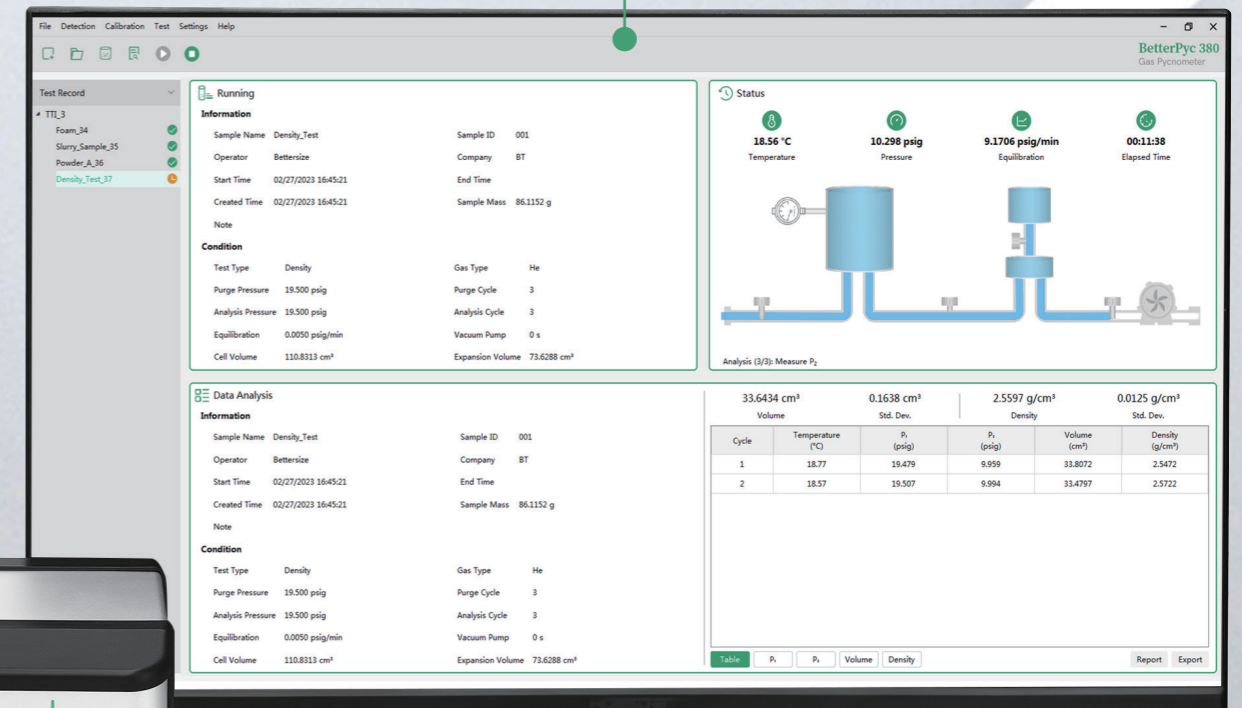 File Detection Calibration Test Settings Help
BetterPyc 380
Gas Pycnometer
Test Record
TTI_3
Foam_34
Slurry_Sample_35
Powder_A_36
Density_Test_37
Running
Information
Sample Name Density_Test Sample ID 001
Operator Bettersize Company BT
Start Time 02/27/2023 16:45:21 End Time
Created Time 02/27/2023 16:45:21 Sample Mass 86.1152 g
Note
Condition
Test Type Density Gas Type He
Purge Pressure 19.500 psig Purge Cycle 3
Analysis Pressure 19.500 psig Analysis Cycle 3
Equilibration 0.0050 psig/min Vacuum Pump 0 s
Cell Volume 110.8313 cm³ Expansion Volume 73.6288 cm³
Status
18.56 °C 10.298 psig 9.1706 psig/min 00:11:38
Temperature Pressure Equilibration Elapsed Time
Analysis (3/3): Measure P₂
Data Analysis
Information
Sample Name Density_Test Sample ID 001
Operator Bettersize Company BT
Start Time 02/27/2023 16:45:21 End Time
Created Time 02/27/2023 16:45:21 Sample Mass 86.1152 g
Note
Condition
Test Type Density Gas Type He
Purge Pressure 19.500 psig Purge Cycle 3
Analysis Pressure 19.500 psig Analysis Cycle 3
Equilibration 0.0050 psig/min Vacuum Pump 0 s
Cell Volume 110.8313 cm³ Expansion Volume 73.6288 cm³
33.6434 cm³ 0.1638 cm³ 2.5597 g/cm³ 0.0125 g/cm³
Volume Std. Dev. Density Std. Dev.
Cycle Temperature P₁ P₂ Volume Density
(°C) (psig) (psig) (cm³) (g/cm³)
1 18.77 19.479 9.959 33.8072 2.5472
2 18.57 19.507 9.994 33.4797 2.5722
Table P₁ P₂ Volume Density Report Export